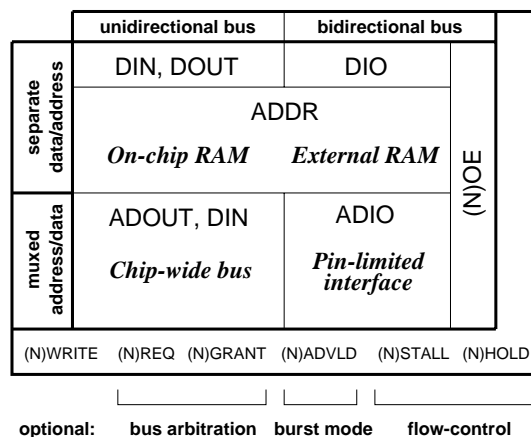 unidirectional bus bidirectional bus
separate
data/address
DIN, DOUT DIO
ADDR
On-chip RAM External RAM
(N)OE
muxed
address/data
ADOUT, DIN ADIO
Chip-wide bus Pin-limited
interface
(N)WRITE (N)REQ (N)GRANT (N)ADVLD (N)STALL (N)HOLD
optional: bus arbitration burst mode flow-control